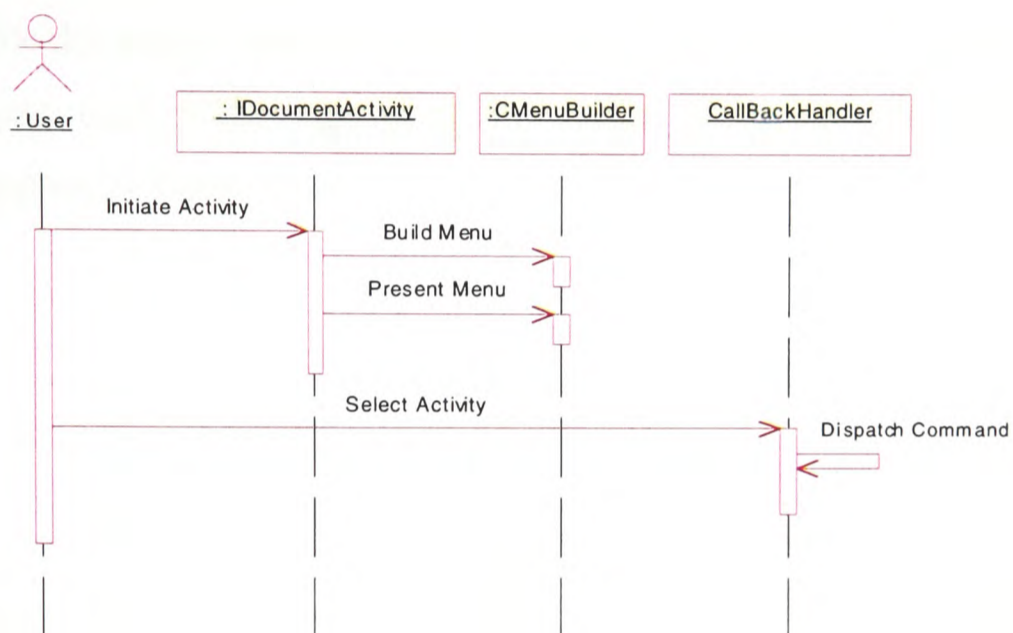 : User
: IDocumentActivity
:CMenuBuilder
CallBackHandler
Initiate Activity
Build Menu
Present Menu
Select Activity
Dispatch Command